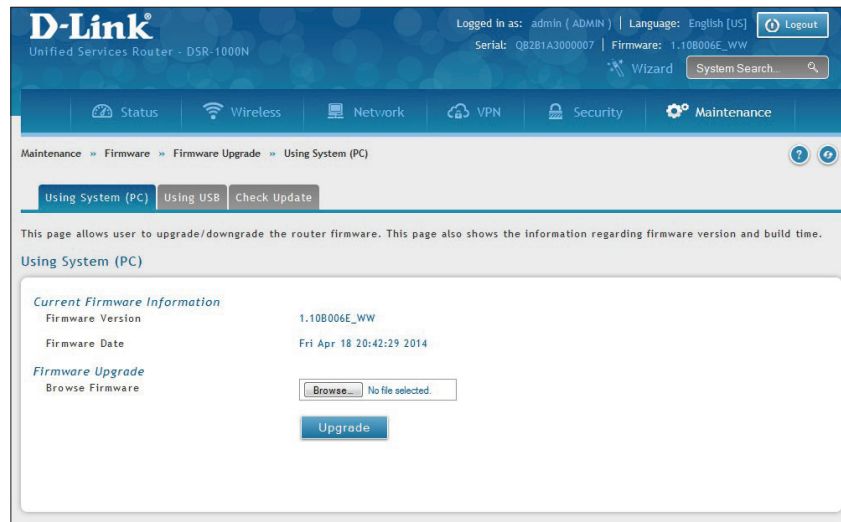 D-Link
Unified Services Router - DSR-1000N
Logged in as: admin ( ADMIN ) | Language: English [US] Logout
Serial: QB2B1A3000007 | Firmware: 1.10B006E_WW
Wizard System Search...
Status Wireless Network VPN Security Maintenance
Maintenance » Firmware » Firmware Upgrade » Using System (PC) ?
Using System (PC) Using USB Check Update
This page allows user to upgrade/downgrade the router firmware. This page also shows the information regarding firmware version and build time.
Using System (PC)
Current Firmware Information
Firmware Version 1.10B006E_WW
Firmware Date Fri Apr 18 20:42:29 2014
Firmware Upgrade
Browse Firmware Browse... No file selected.
Upgrade